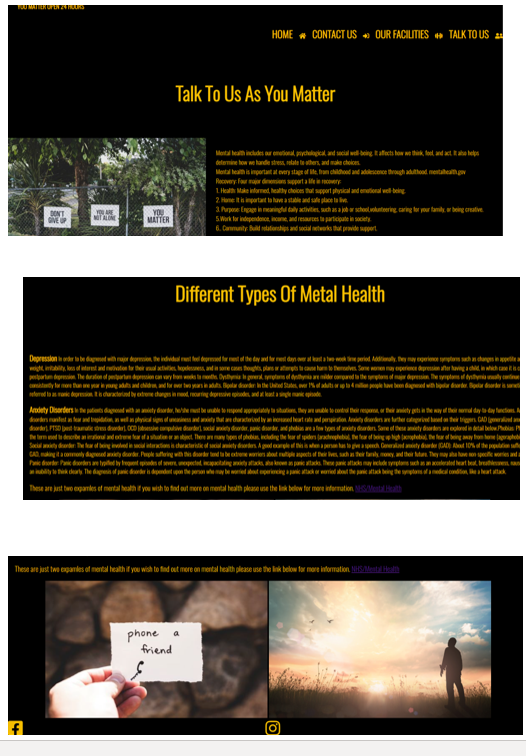 YOU MATTER OPEN 24 HOURS
HOME CONTACT US OUR FACILITIES TALK TO US
Talk To Us As You Matter
DON'T
GIVE UP
YOU ARE
NOT ALONE
YOU
MATTER
Mental health includes our emotional, psychological, and social well-being. It affects how we think, feel, and act. It also helps
determine how we handle stress, relate to others, and make choices.
Mental health is important at every stage of life, from childhood and adolescence through adulthood. mentalhealth.gov
Recovery: Four major dimensions support a life in recovery:
1. Health: Make informed, healthy choices that support physical and emotional well-being.
2. Home: It is important to have a stable and safe place to live.
3. Purpose: Engage in meaningful daily activities, such as a job or school,volunteering, caring for your family, or being creative.
5.Work for independence, income, and resources to participate in society.
6. Community: Build relationships and social networks that provide support.
Different Types Of Metal Health
Depression In order to be diagnosed with major depression, the individual must feel depressed for most of the day and for most days over at least a two-week time period. Additionally, they may experience symptoms such as changes in appetite
weight, irritability, loss of interest and motivation for their usual activities, hopelessness, and in some cases thoughts, plans or attempts to cause harm to themselves. Some women may experience depression after having a child, in which case it is
postpartum depression. The duration of postpartum depression can vary from weeks to months. Dysthymia: In general, symptoms of dysthymia are milder compared to the symptoms of major depression. The symptoms of dysthymia usually
consistently for more than one year in young adults and children, and for over two years in adults. Bipolar disorder: In the United States, over 1% of adults or up to 4 million people have been diagnosed with bipolar disorder. Bipolar disorder is
referred to as manic depression. It is characterized by extreme changes in mood, recurring depressive episodes, and at least a single manic episode.
Anxiety Disorders In the patients diagnosed with an anxiety disorder, he/she must be unable to respond appropriately to situations, they are unable to control their response, or their anxiety gets in the way of their normal day-to-day functions.
disorders manifest as fear and trepidation, as well as physical signs of uneasiness and anxiety that are characterized by an increased heart rate and perspiration. Anxiety disorders are further categorized based on their triggers. GAD (generalized
disorder), PTSD (post traumatic stress disorder), OCD (obsessive compulsive disorder), social anxiety disorder, panic disorder, and phobias are a few types of anxiety disorder. Some of these anxiety disorders are explored in detail below.Phobias:
the term used to describe an irrational and extreme fear of a situation or an object. There are many types of phobias, including the fear of spiders (arachnophobia), the fear of being up high (acrophobia), the fear of being away from home
Social anxiety disorder: The fear of being involved in social interactions is characteristic of social anxiety disorder. A good example of this is when a person has to give a speech. Generalized anxiety disorder (GAD): About 10% of the population
GAD, making it a commonly diagnosed anxiety disorder. People suffering with this disorder tend to be extreme worriers about multiple aspects of their lives, such as their family, money, and their future. They may also have non specific worries and
Panic disorder: Panic disorders are typified by frequent episodes of severe, unexpected, incapacitating anxiety attacks, also known as panic attacks. These panic attacks may include symptoms such as an accelerated heart beat, breathlessness,
an inability to think clearly. The diagnosis of panic disorder is dependent upon the person who may be worried about experiencing a panic attack or worried about the panic attack being the symptoms of a medical condition, like a heart attack.
These are just two expamles of mental health if you wish to find out more on mental health please use the link below for more information. NHS/Mental Health
These are just two expamles of mental health if you wish to find out more on mental health please use the link below for more information. NHS/Mental Health
phone a
friend